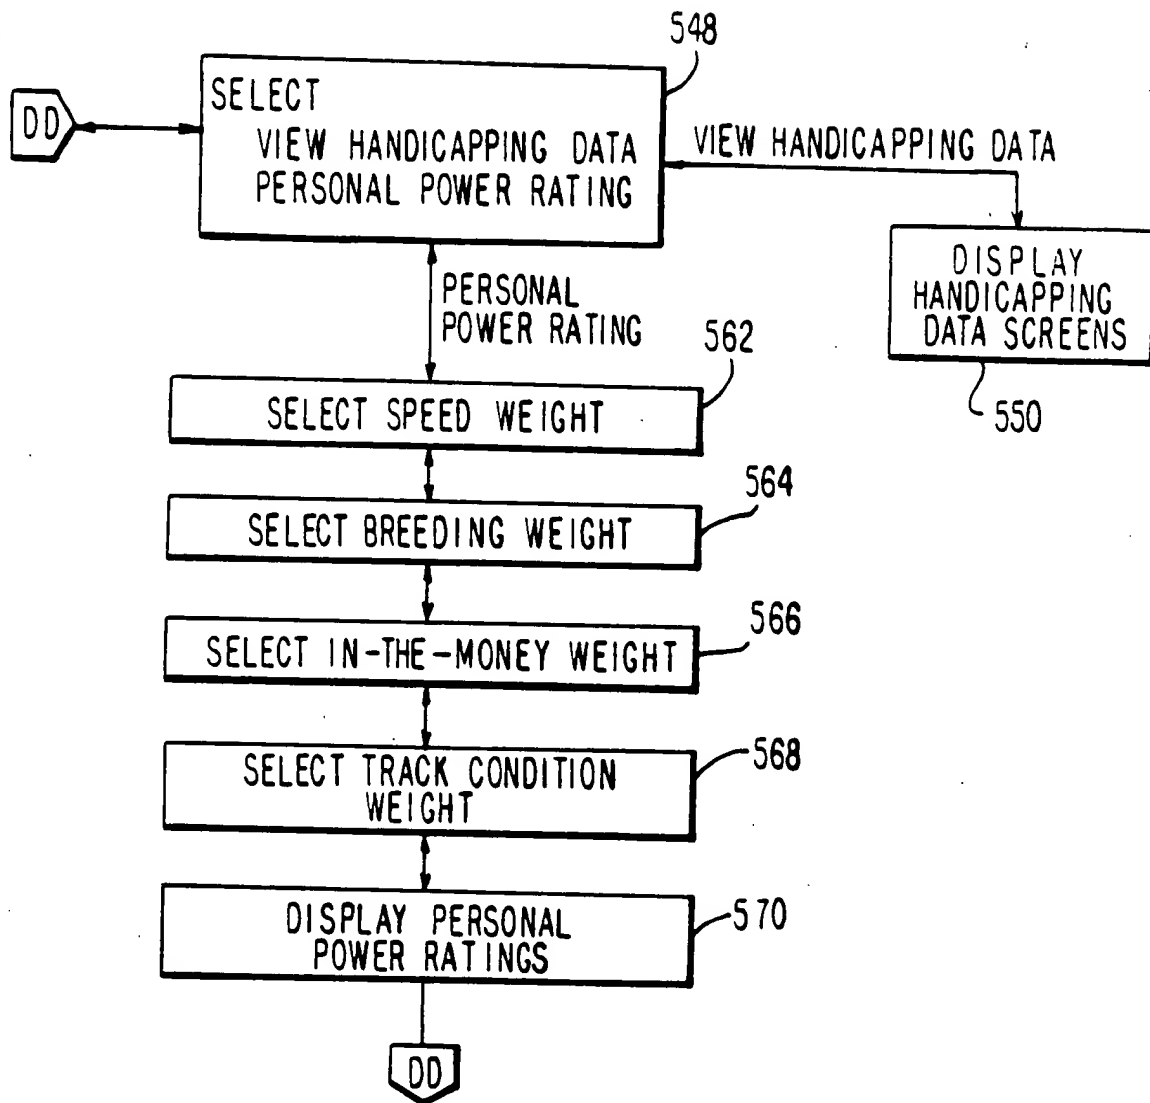 548
DD
SELECT
VIEW HANDICAPPING DATA
PERSONAL POWER RATING
VIEW HANDICAPPING DATA
DISPLAY
HANDICAPPING
DATA SCREENS
550
PERSONAL
POWER RATING
562
SELECT SPEED WEIGHT
564
SELECT BREEDING WEIGHT
566
SELECT IN-THE-MONEY WEIGHT
568
SELECT TRACK CONDITION
WEIGHT
570
DISPLAY PERSONAL
POWER RATINGS
DD